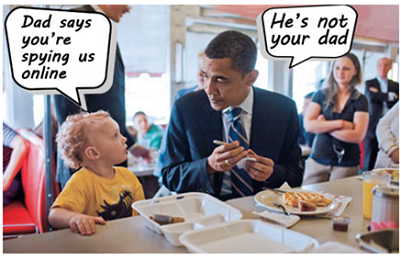 Dad says
you're
spying us
online
He's not
your dad